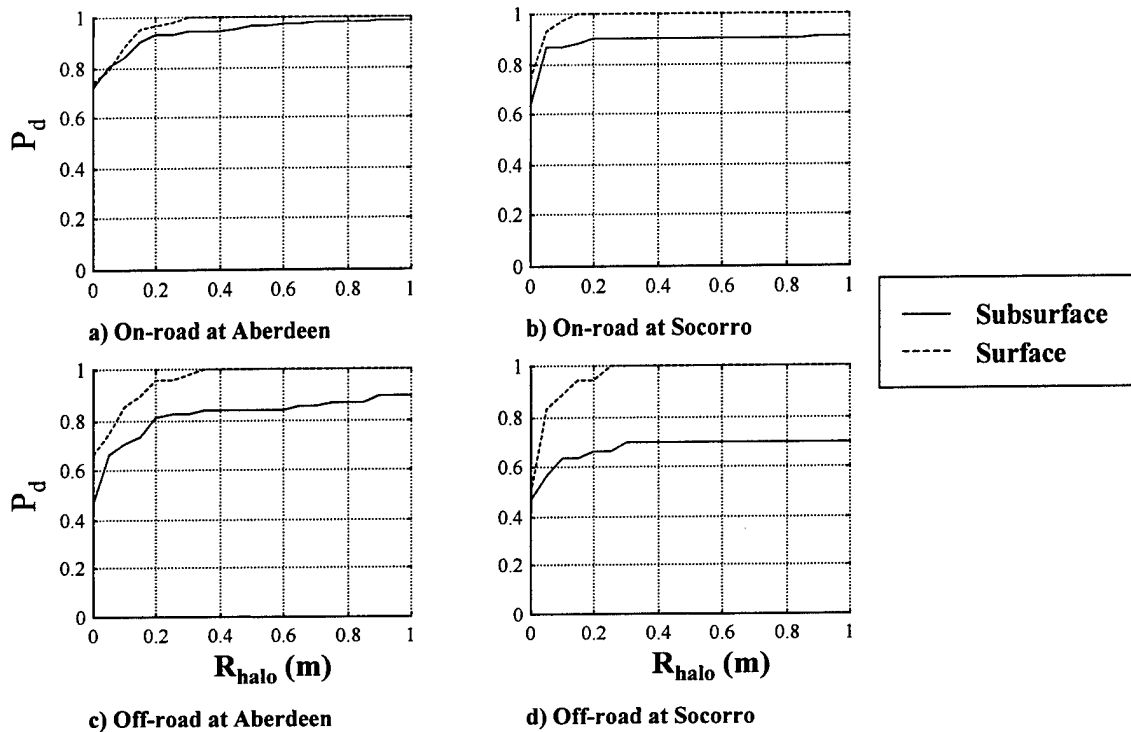 1
0.8
0.6
0.4
0.2
0
P_d
0 0.2 0.4 0.6 0.8 1
a) On-road at Aberdeen
1
0.8
0.6
0.4
0.2
0
0 0.2 0.4 0.6 0.8 1
b) On-road at Socorro
Subsurface
Surface
1
0.8
0.6
0.4
0.2
0
P_d
0 0.2 0.4 0.6 0.8 1
R_halo (m)
c) Off-road at Aberdeen
1
0.8
0.6
0.4
0.2
0
0 0.2 0.4 0.6 0.8 1
R_halo (m)
d) Off-road at Socorro